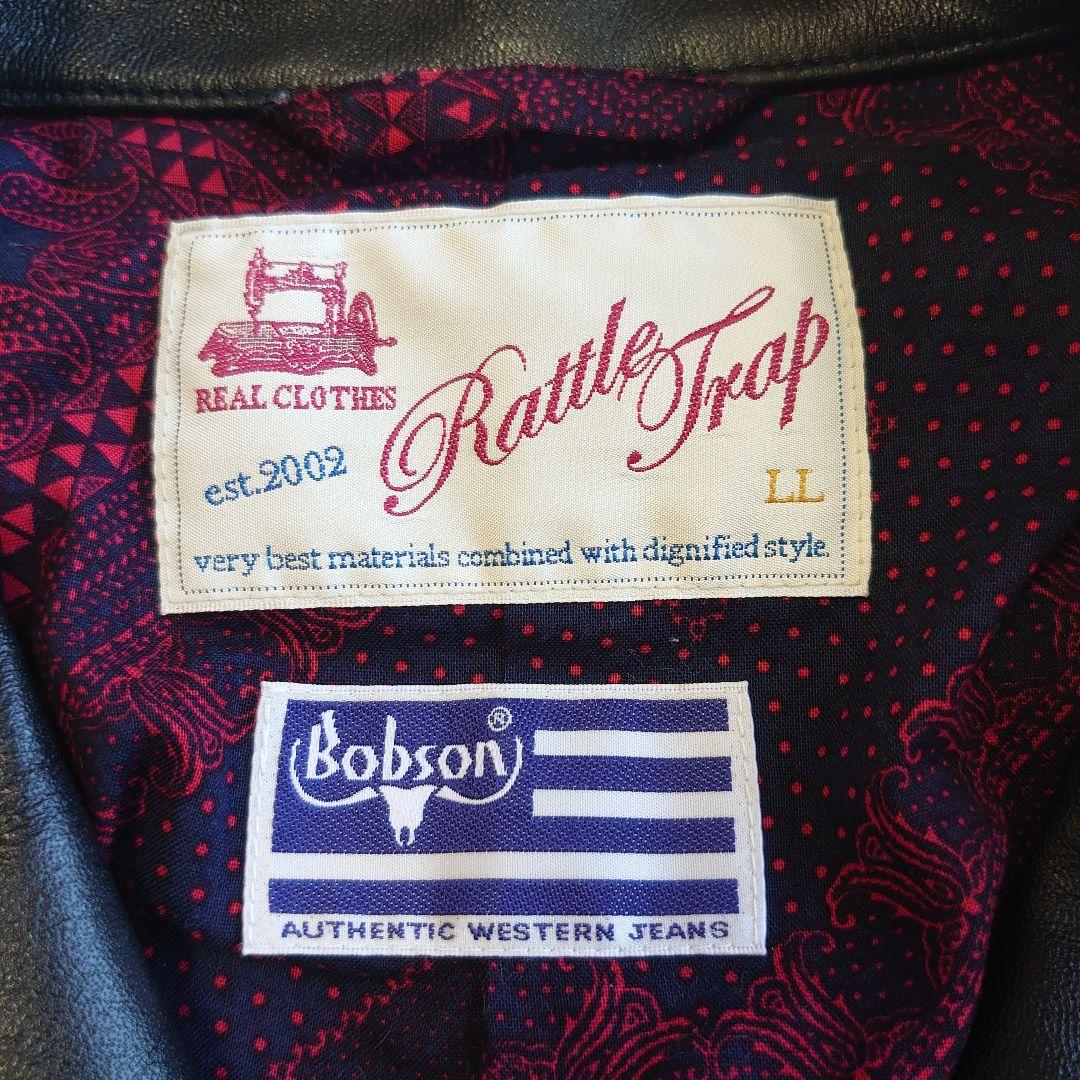 REAL CLOTHES
Rattle Trap
est.2002
LL
very best materials combined with dignified style.
Bobson®
AUTHENTIC WESTERN JEANS